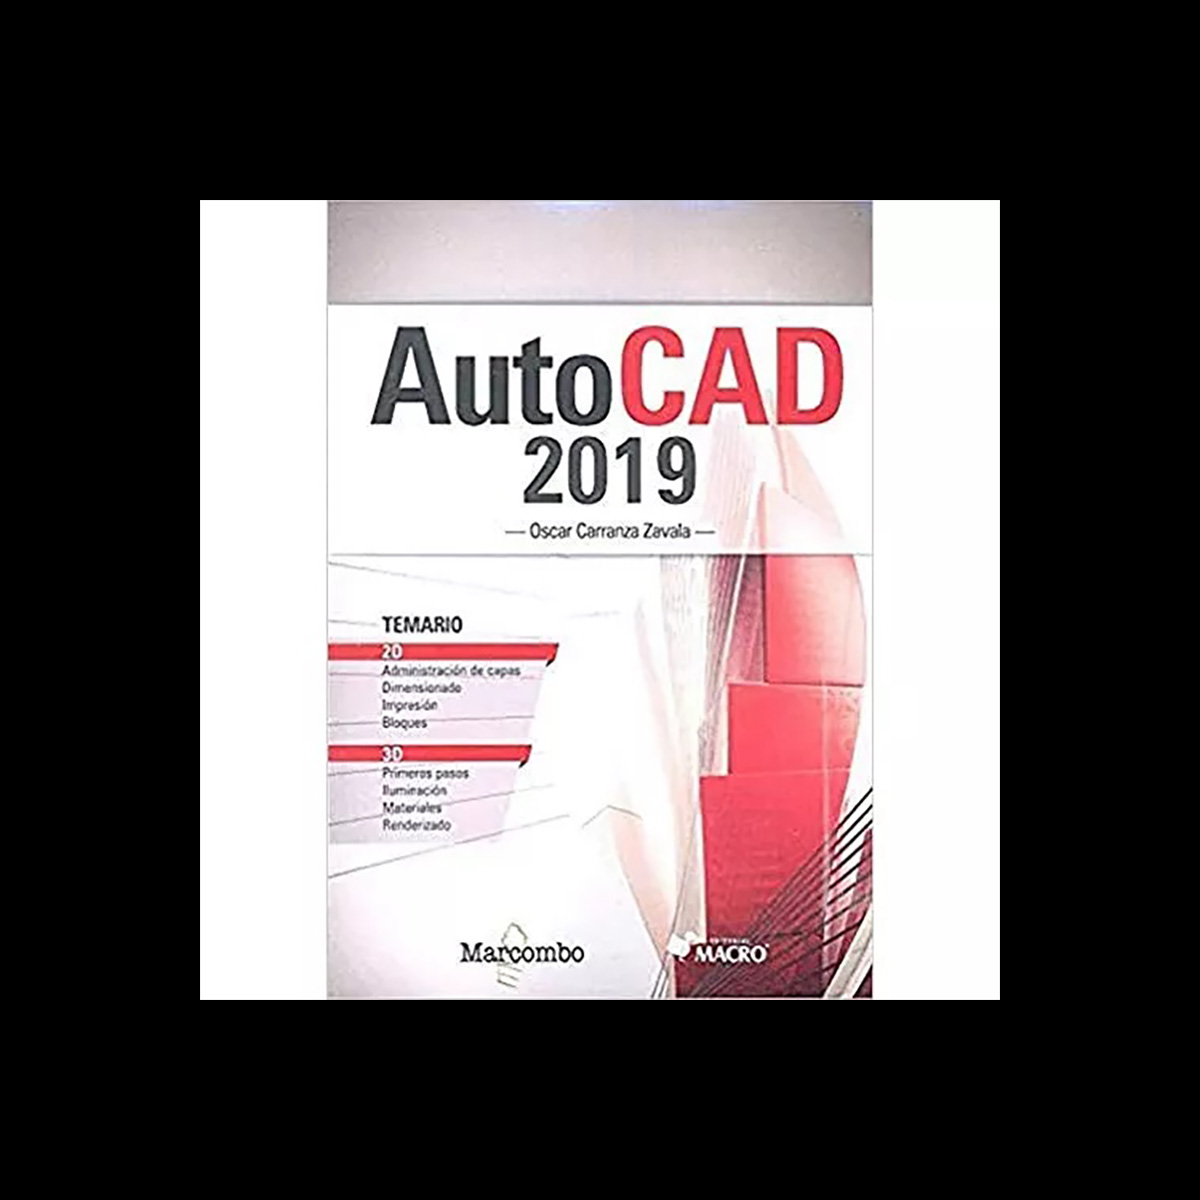 AutoCAD
2019
— Oscar Carranza Zavala —
TEMARIO
2D
Administración de capas
Dimensionado
Impresión
Bloques
3D
Primeros pasos
Iluminación
Materiales
Renderizado
Marcombo
EDITORIAL
MACRO®